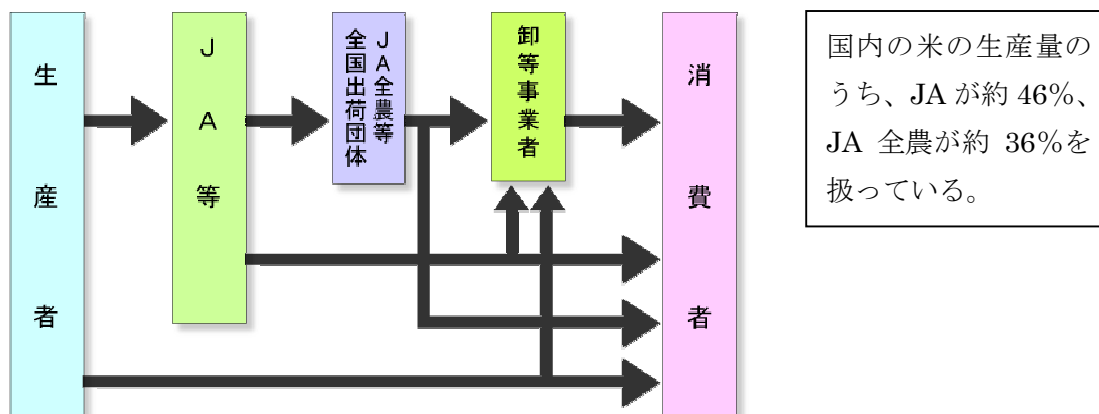 生産者
JA等
JA全農等
全国出荷団体
卸等事業者
消費者
国内の米の生産量の
うち、JA が約 46%、
JA 全農が約 36%を
扱っている。